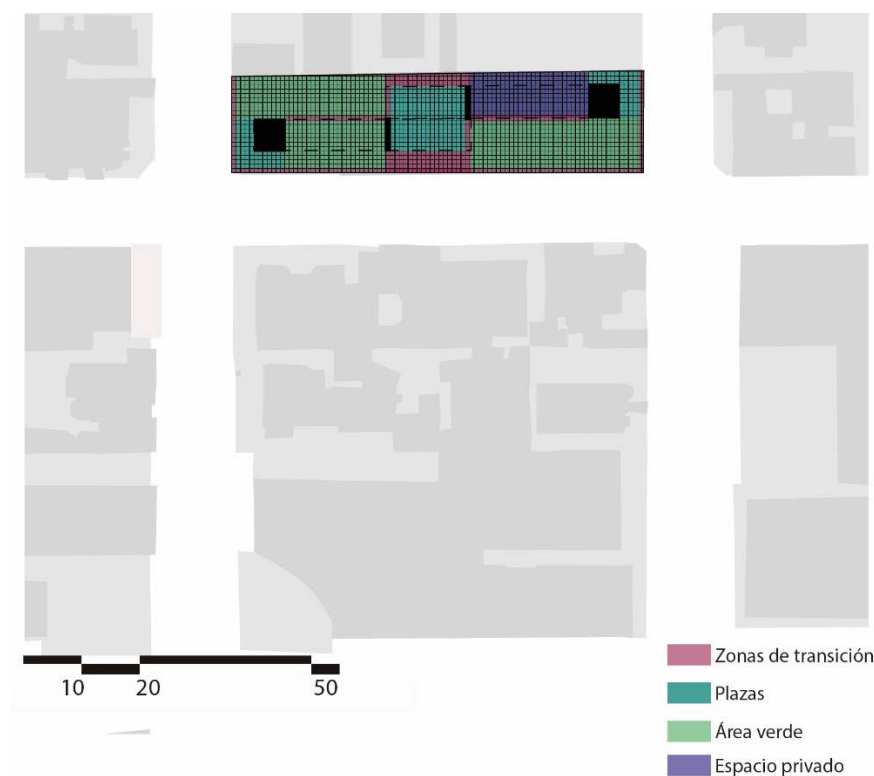 10 20 50
Zonas de transición
Plazas
Área verde
Espacio privado